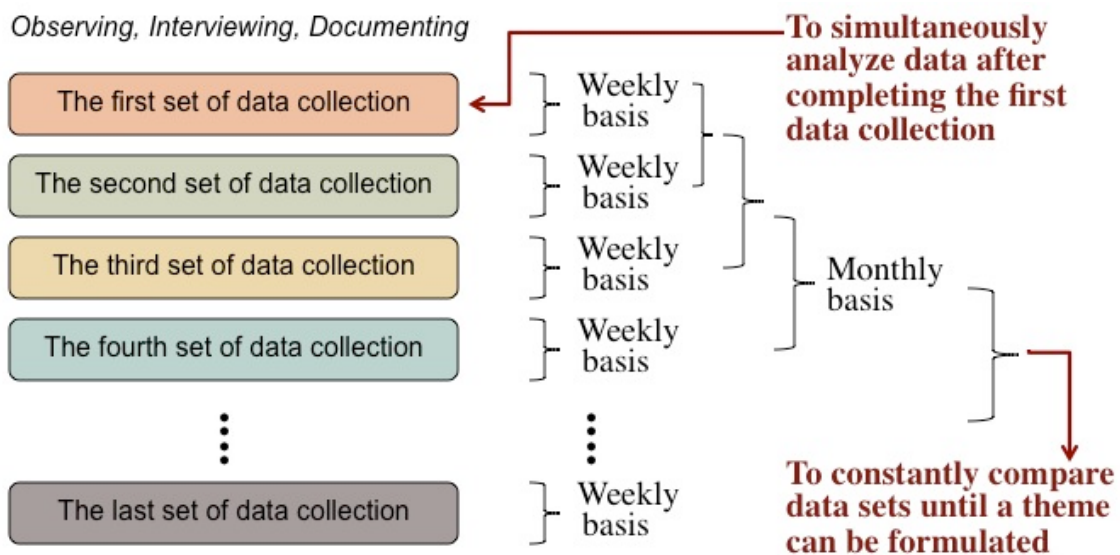 Observing, Interviewing, Documenting
To simultaneously
analyze data after
completing the first
data collection
The first set of data collection
Weekly
basis
The second set of data collection
Weekly
basis
The third set of data collection
Weekly
basis
Monthly
basis
The fourth set of data collection
Weekly
basis
The last set of data collection
Weekly
basis
To constantly compare
data sets until a theme
can be formulated